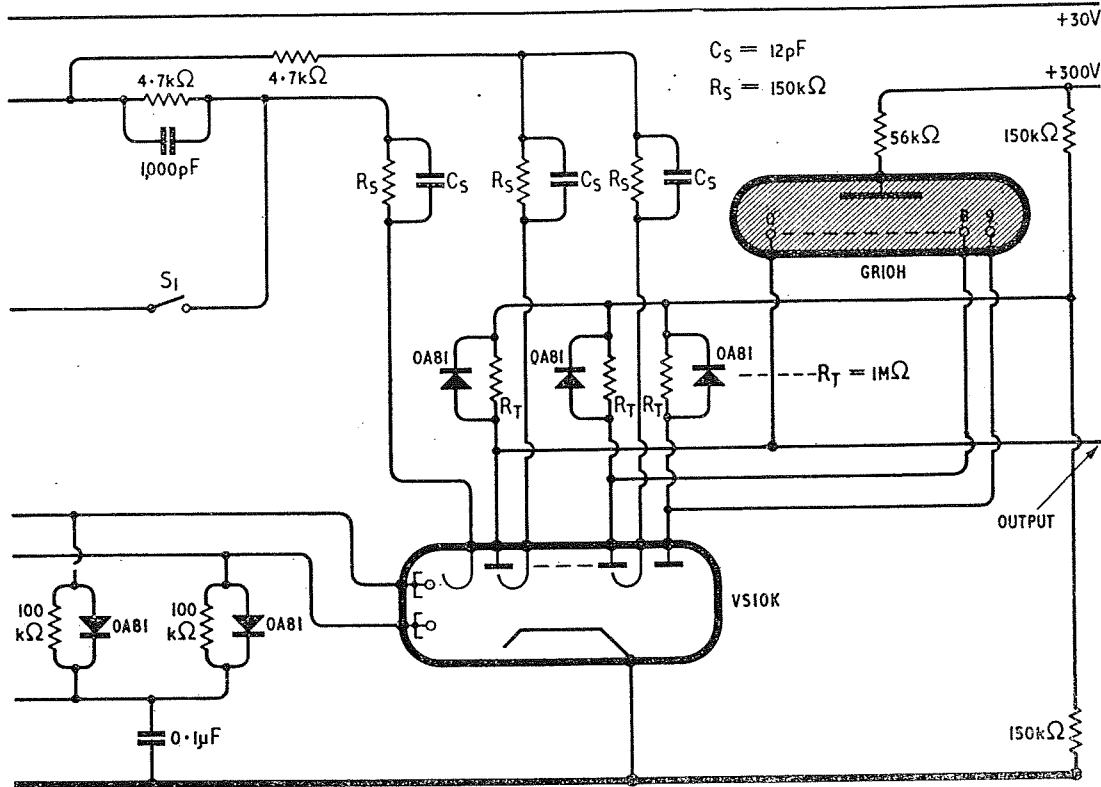 +30V
4.7kΩ
4.7kΩ
1,000pF
CS = 12pF
RS = 150kΩ
+300V
56kΩ
150kΩ
RS
CS
RS
CS
RS
CS
0
8
9
GR10H
S1
OA81
OA81
OA81
RT = 1MΩ
RT
RT
RT
OUTPUT
VS10K
100
kΩ
OA81
100
kΩ
OA81
0.1μF
150kΩ